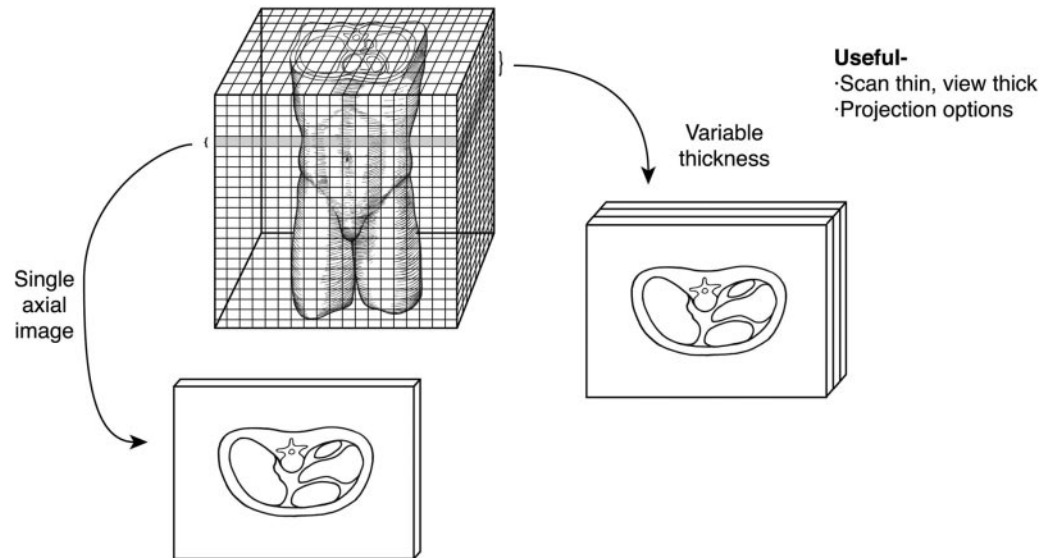 Useful-
·Scan thin, view thick
·Projection options
Variable
thickness
Single
axial
image